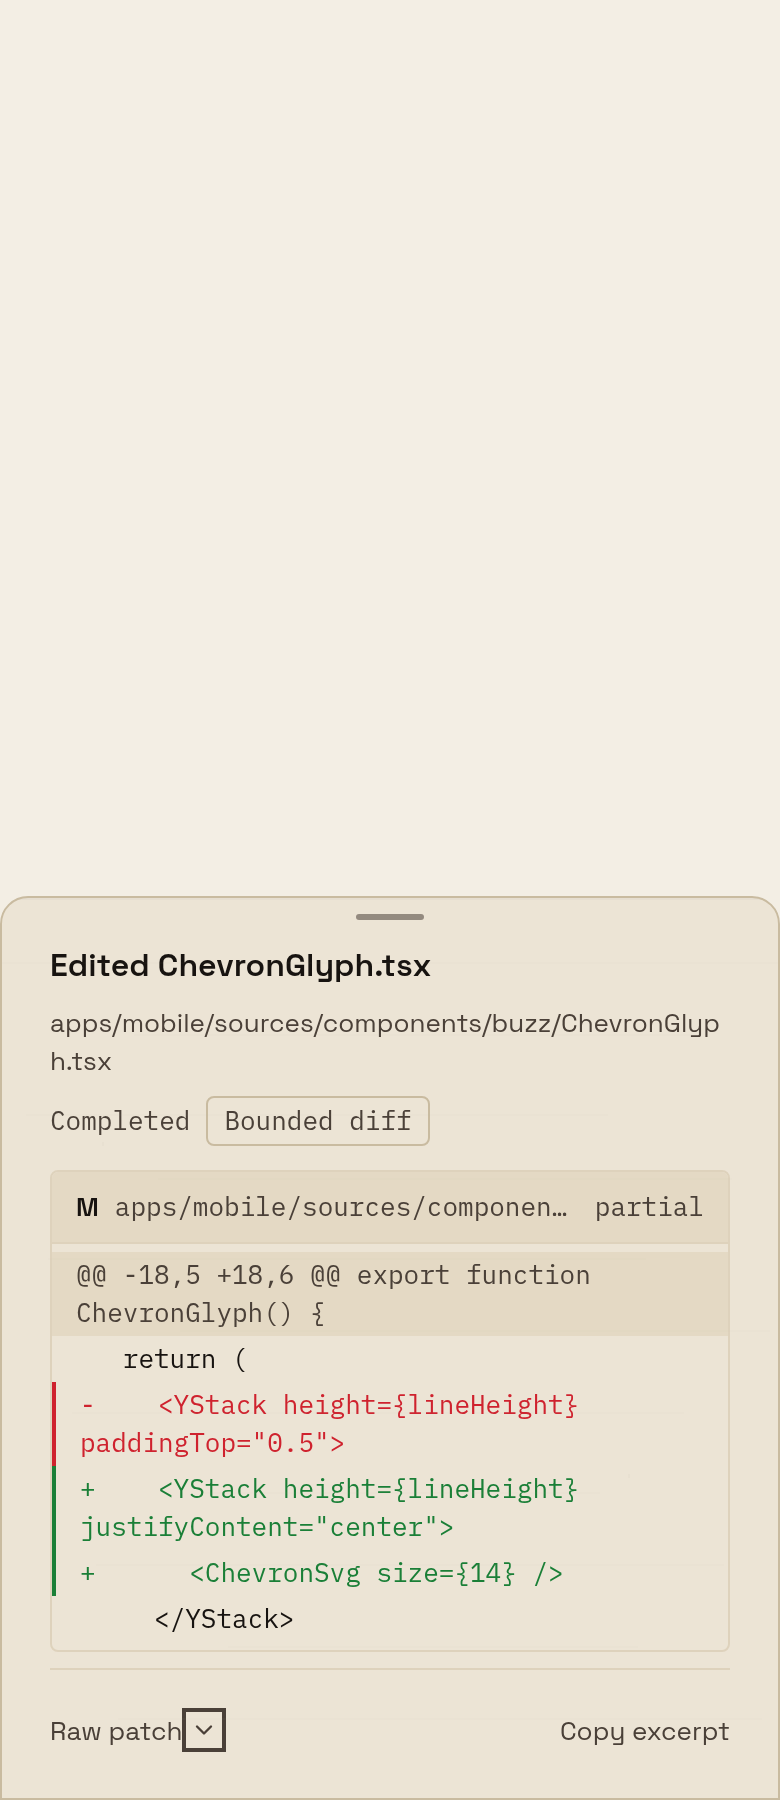 Edited ChevronGlyph.tsx
apps/mobile/sources/components/buzz/ChevronGlyp
h.tsx
Completed Bounded diff
M apps/mobile/sources/componen… partial
@@ -18,5 +18,6 @@ export function
ChevronGlyph() {
return (
-    <YStack height={lineHeight}
paddingTop="0.5">
+    <YStack height={lineHeight}
justifyContent="center">
+      <ChevronSvg size={14} />
</YStack>
Raw patch Copy excerpt